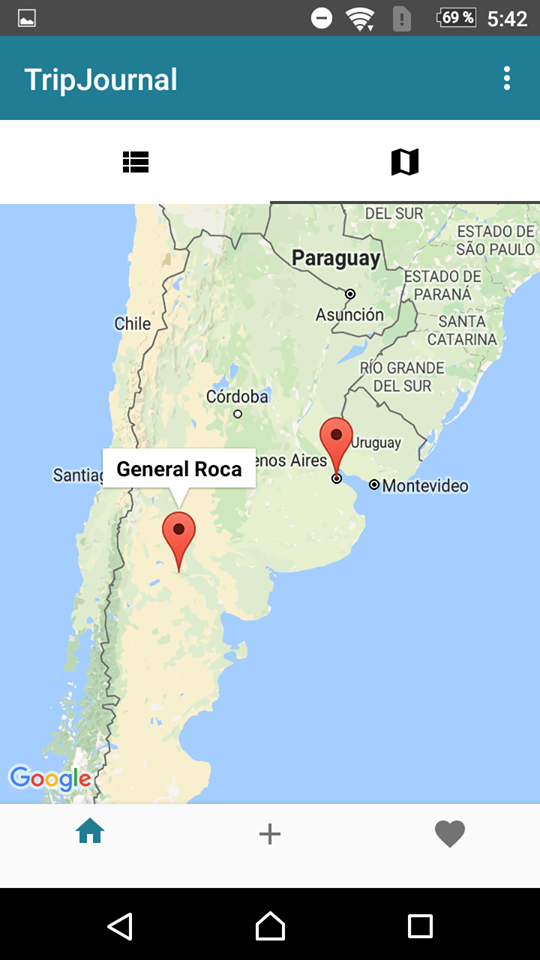 69 %
5:42
TripJournal
DEL SUR
ESTADO DE
SÃO PAULO
Paraguay
ESTADO DE
PARANÁ
Asunción
Chile
SANTA
CATARINA
RÍO GRANDE
DEL SUR
Córdoba
Uruguay
enos Aires
General Roca
Santiag
Montevideo
Google